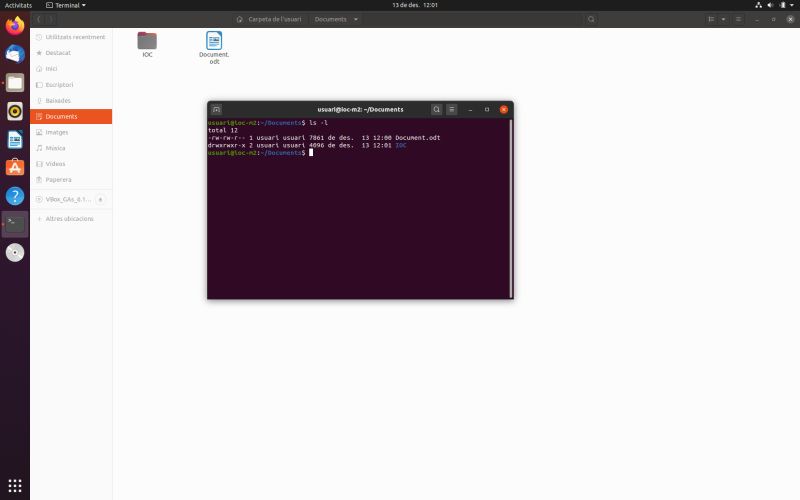 Activitats
Terminal
13 de des. 12:01
Carpeta de l'usuari
Documents
Utilitzats recentment
Destacat
Inici
Escriptori
Baixades
Documents
Imatges
Música
Vídeos
Paperera
VBox_GAs_6.1...
Altres ubicacions
IOC
Document.
odt
usuari@ioc-m2: ~/Documents
usuari@ioc-m2:~/Documents$ ls -l
total 12
-rw-rw-r-- 1 usuari usuari 7861 de des.  13 12:00 Document.odt
drwxrwxr-x 2 usuari usuari 4096 de des.  13 12:01 IOC
usuari@ioc-m2:~/Documents$